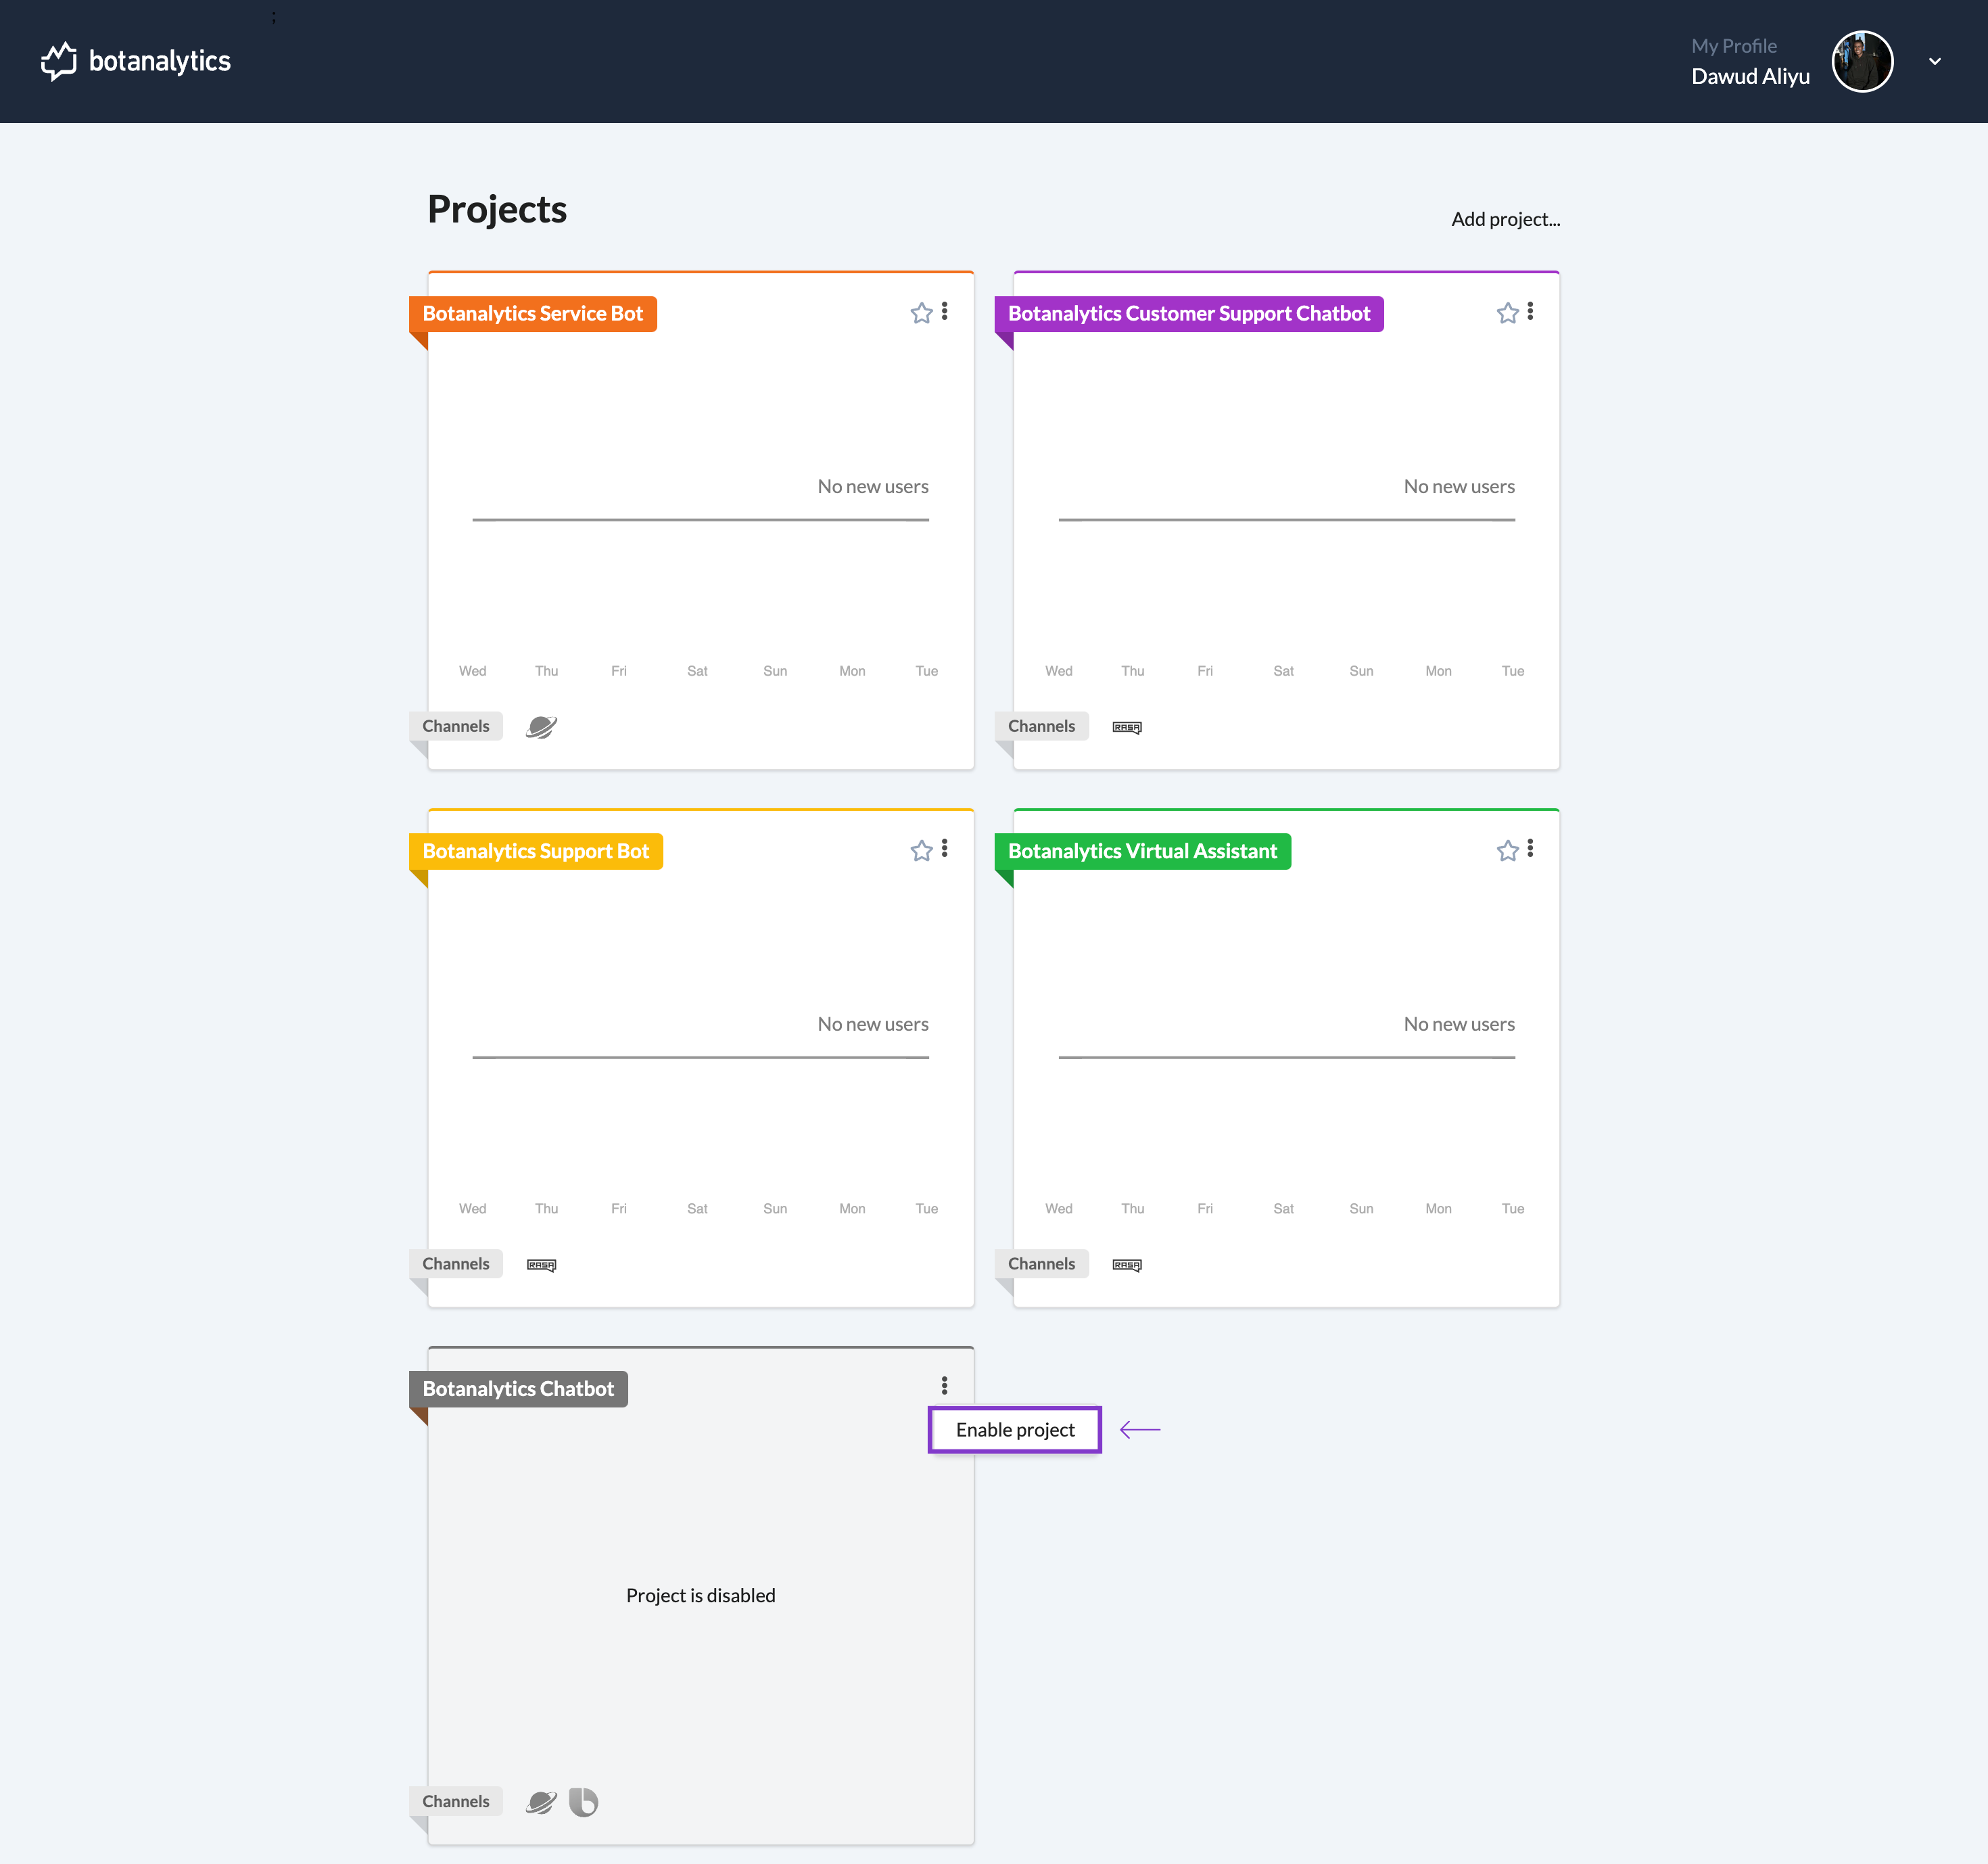 ;
botanalytics
My Profile
Dawud Aliyu
Projects
Add project...
Botanalytics Service Bot
No new users
Wed Thu Fri Sat Sun Mon Tue
Channels
Botanalytics Customer Support Chatbot
No new users
Wed Thu Fri Sat Sun Mon Tue
Channels RASA
Botanalytics Support Bot
No new users
Wed Thu Fri Sat Sun Mon Tue
Channels RASA
Botanalytics Virtual Assistant
No new users
Wed Thu Fri Sat Sun Mon Tue
Channels RASA
Botanalytics Chatbot
Enable project
Project is disabled
Channels